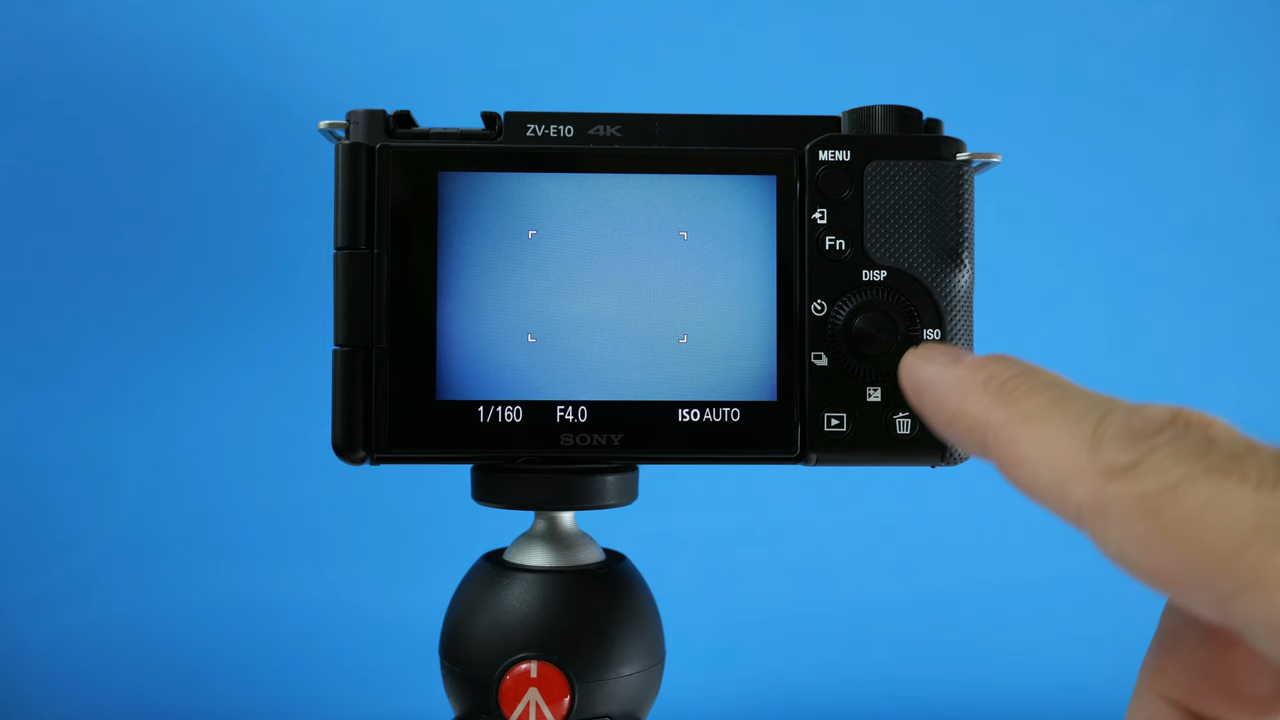 ZV-E10 4K
MENU
Fn
DISP
ISO
1/160 F4.0 ISO AUTO
SONY